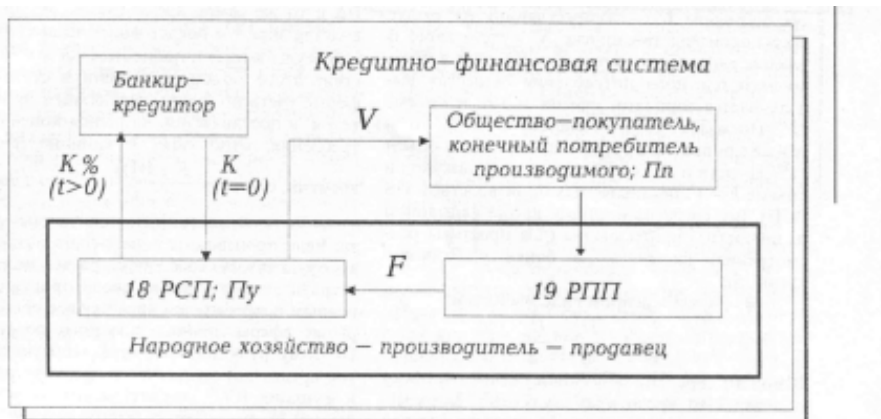 Кредитно—финансовая система
Банкир—
кредитор
V
Общество—покупатель,
конечный потребитель
производимого; Пп
K %
(t>0)
K
(t=0)
18 РСП; Пу
F
19 РПП
Народное хозяйство — производитель — продавец